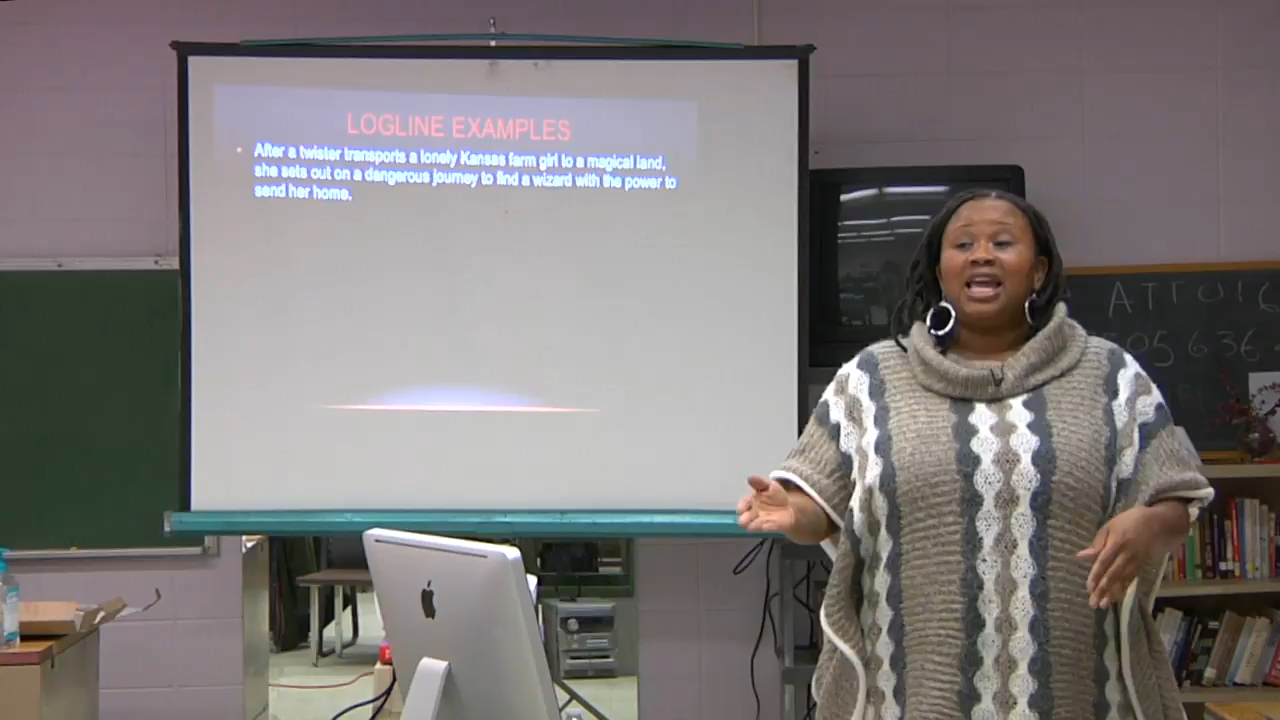 LOGLINE EXAMPLES
• After a twister transports a lonely Kansas farm girl to a magical land,
she sets out on a dangerous journey to find a wizard with the power to
send her home.